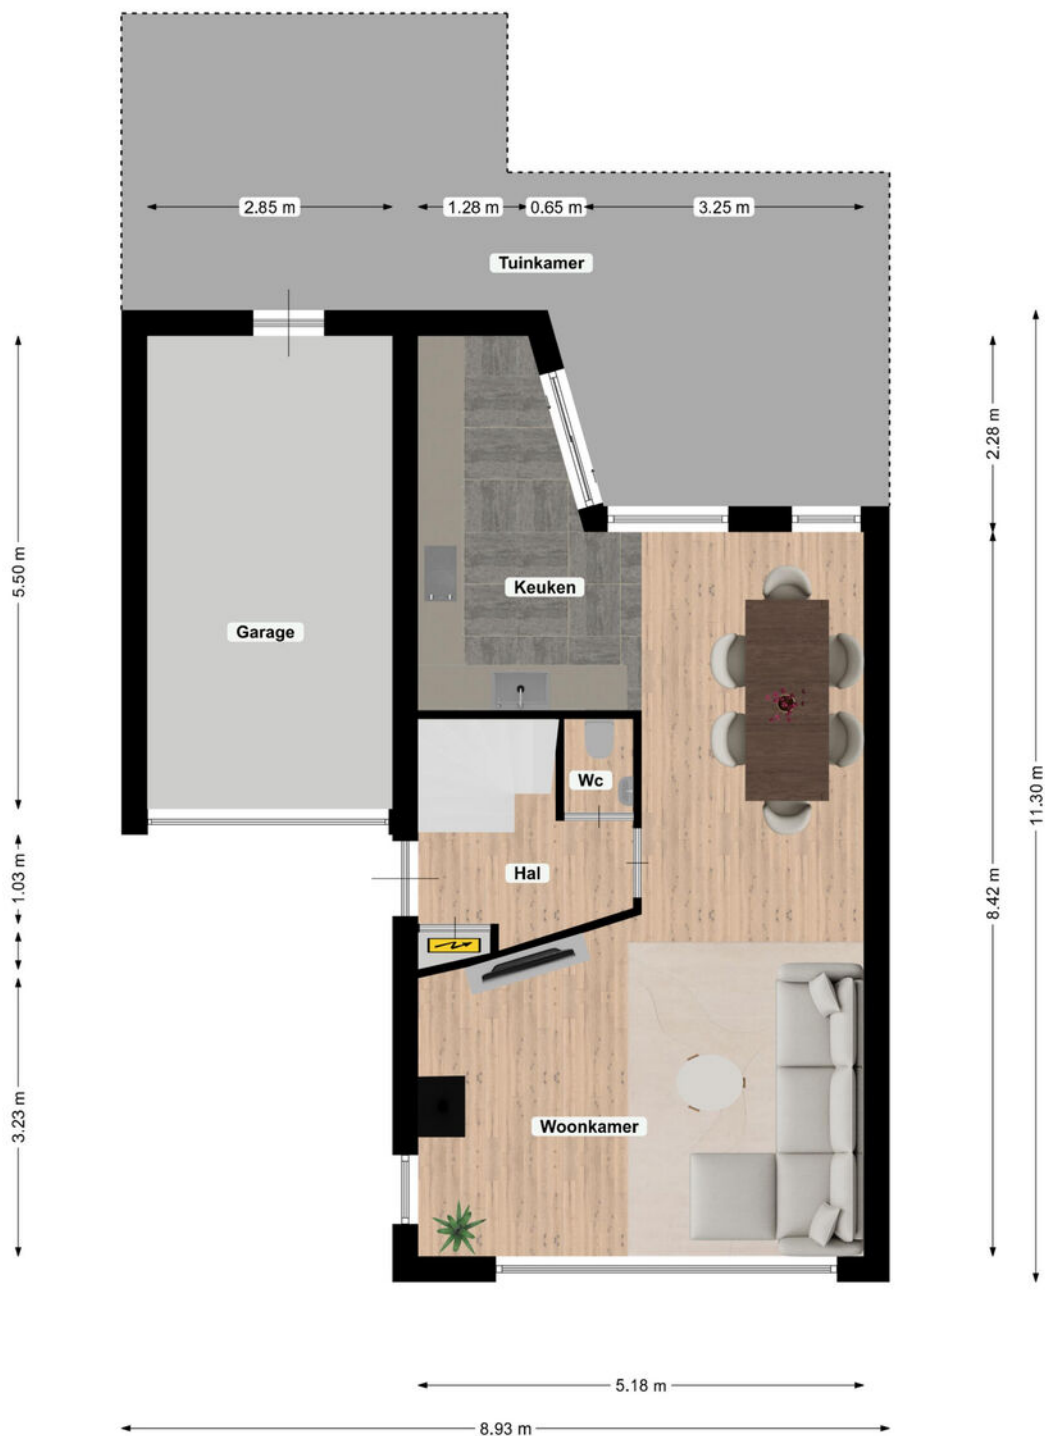 2.85 m
1.28 m
0.65 m
3.25 m
Tuinkamer
2.28 m
5.50 m
Keuken
Garage
Wc
11.30 m
Hal
1.03 m
8.42 m
3.23 m
Woonkamer
5.18 m
8.93 m